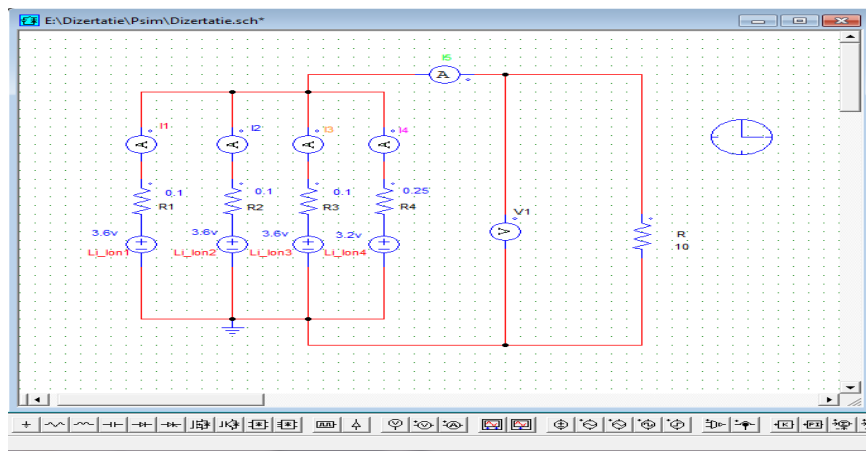 E:\Dizertatie\Psim\Dizertatie.sch*
I5
A
I1 I2 I3 I4
A A A A
0.1 0.1 0.1 0.25
R1 R2 R3 R4
V1
V
3.6v 3.6v 3.6v 3.2v
Li_Ion1 Li_Ion2 Li_Ion3 Li_Ion4
R
10
K PI